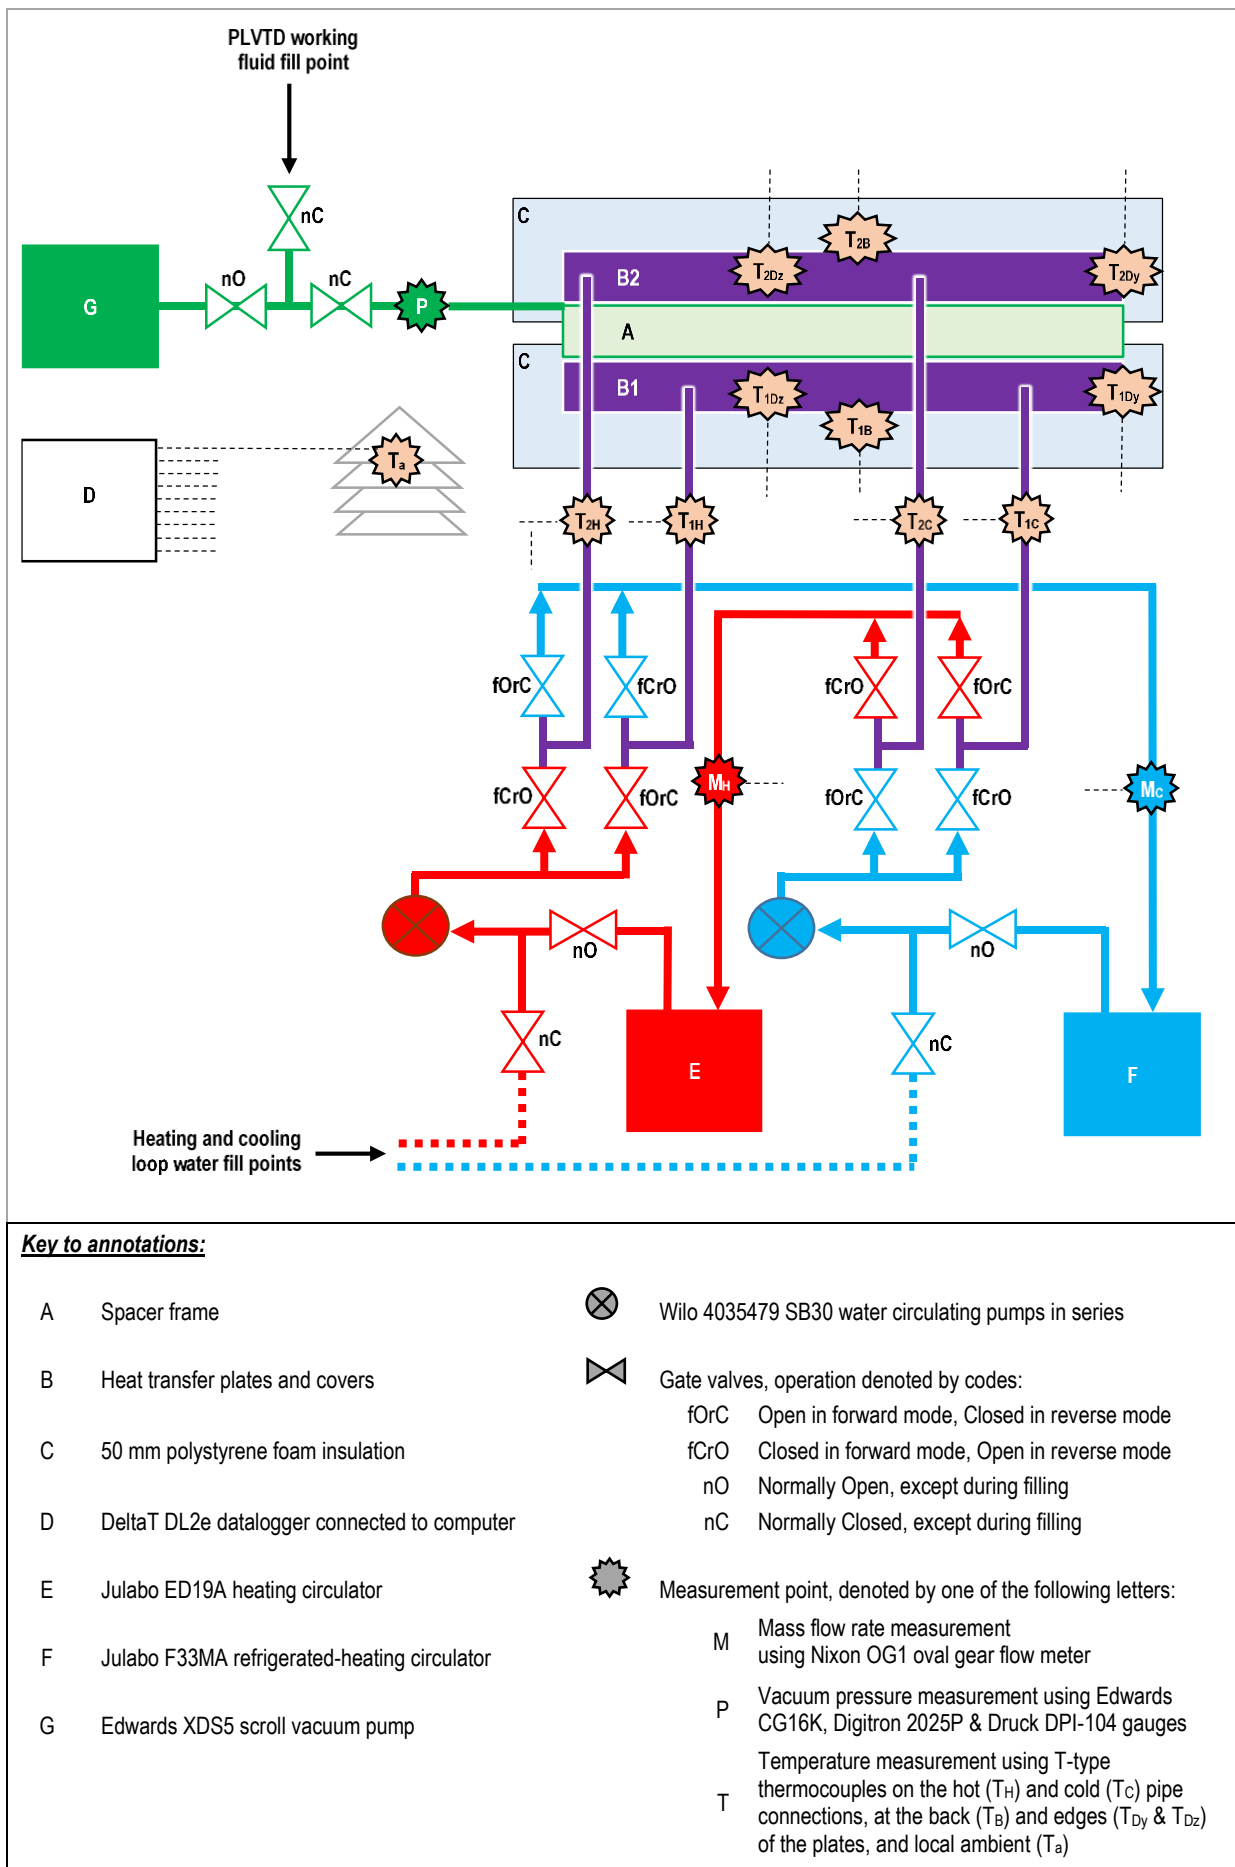 PLVTD working
fluid fill point
nC
nO
nC
G
P
C
T2B
T2Dz
T2Dy
B2
A
C
B1
T1Dz
T1B
T1Dy
D
Ta
T2H
T1H
T2C
T1C
fOrC
fCrO
fCrO
fOrC
fCrO
fOrC
MH
fOrC
fCrO
MC
nO
nO
nC
nC
E
F
Heating and cooling
loop water fill points
Key to annotations:
A Spacer frame
B Heat transfer plates and covers
C 50 mm polystyrene foam insulation
D DeltaT DL2e datalogger connected to computer
E Julabo ED19A heating circulator
F Julabo F33MA refrigerated-heating circulator
G Edwards XDS5 scroll vacuum pump
Wilo 4035479 SB30 water circulating pumps in series
Gate valves, operation denoted by codes:
fOrC Open in forward mode, Closed in reverse mode
fCrO Closed in forward mode, Open in reverse mode
nO Normally Open, except during filling
nC Normally Closed, except during filling
Measurement point, denoted by one of the following letters:
M Mass flow rate measurement
using Nixon OG1 oval gear flow meter
P Vacuum pressure measurement using Edwards
CG16K, Digitron 2025P & Druck DPI-104 gauges
T Temperature measurement using T-type
thermocouples on the hot (TH) and cold (TC) pipe
connections, at the back (TB) and edges (TDy & TDz)
of the plates, and local ambient (Ta)